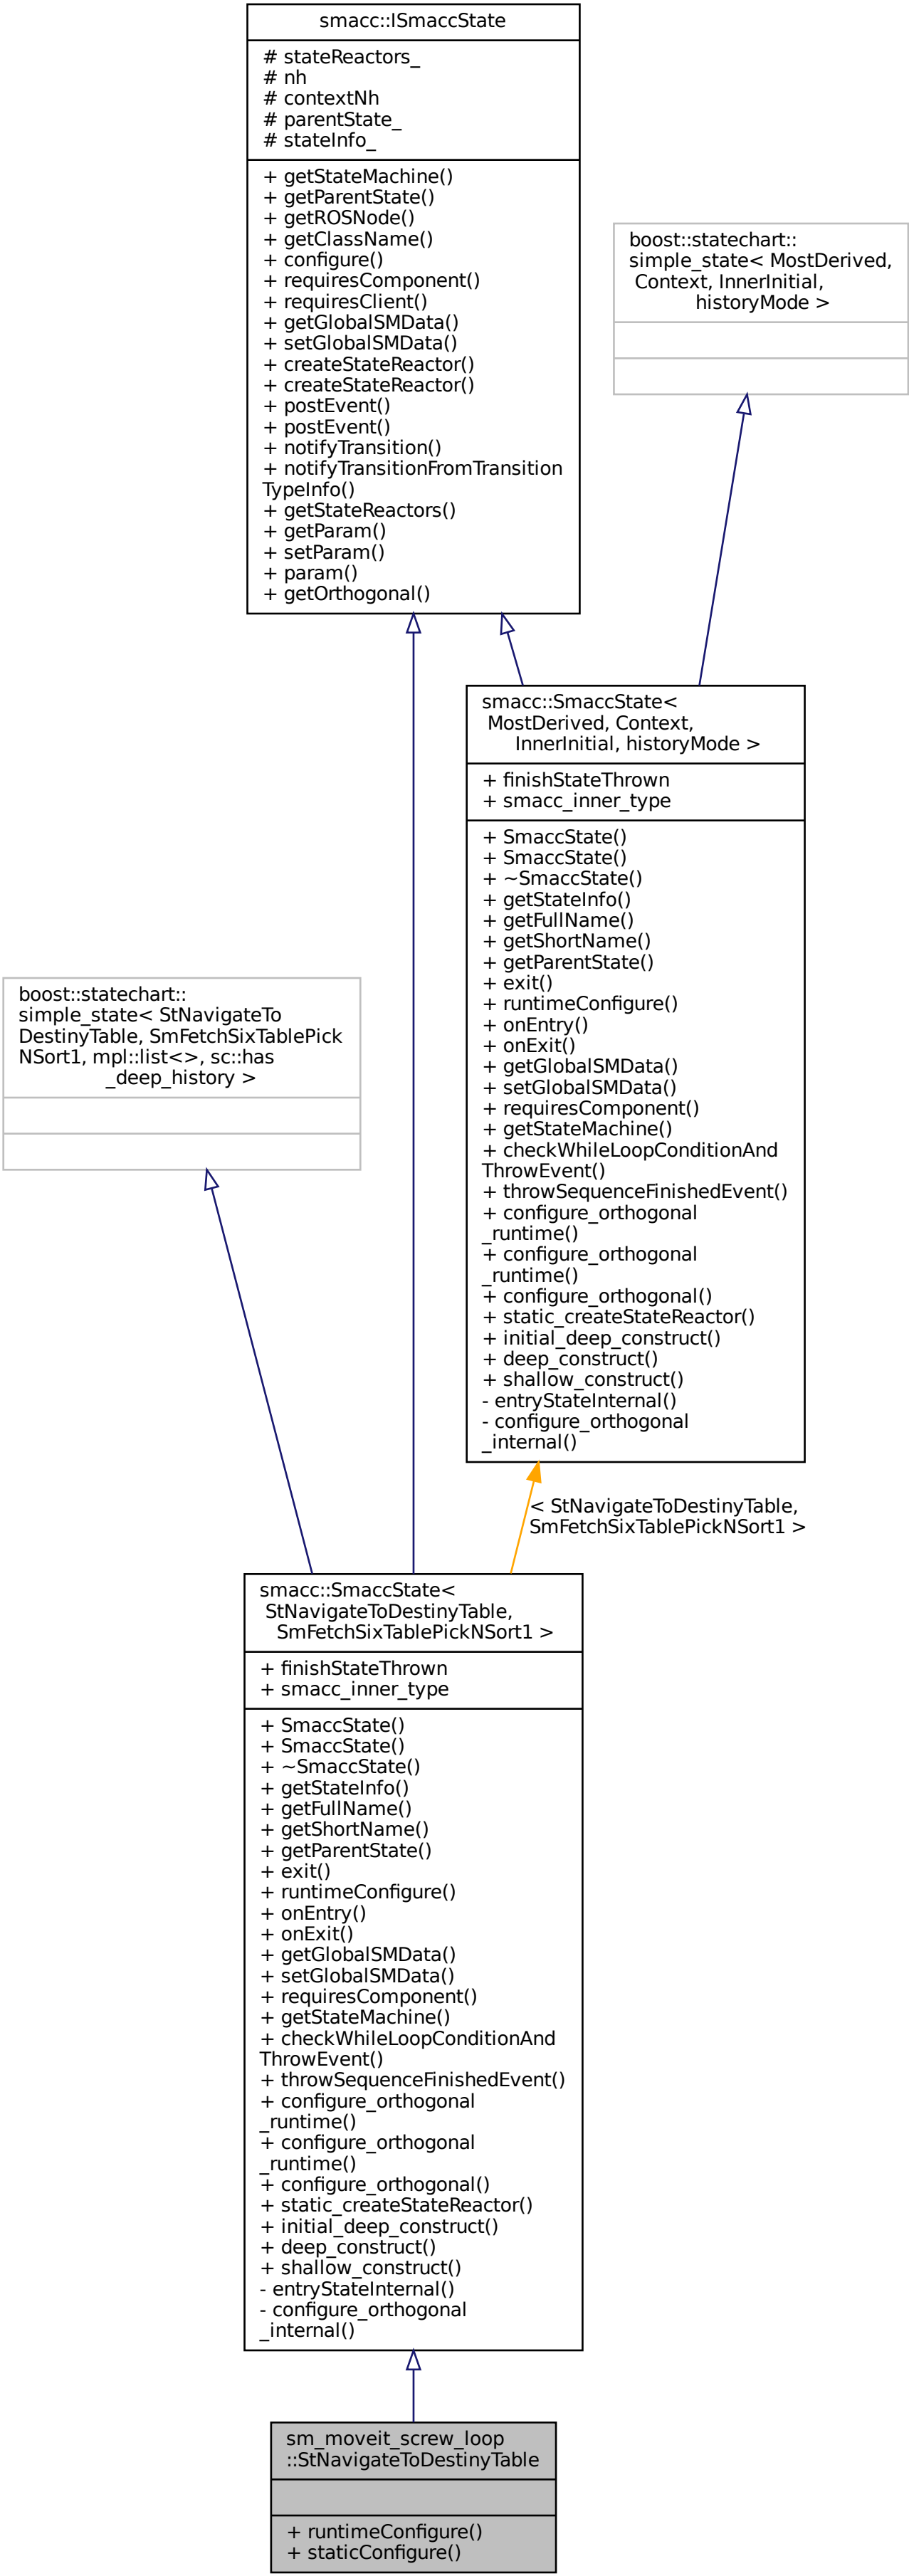 smacc::ISmaccState
# stateReactors_
# nh
# contextNh
# parentState_
# stateInfo_
+ getStateMachine()
+ getParentState()
+ getROSNode()
+ getClassName()
+ configure()
+ requiresComponent()
+ requiresClient()
+ getGlobalSMData()
+ setGlobalSMData()
+ createStateReactor()
+ createStateReactor()
+ postEvent()
+ postEvent()
+ notifyTransition()
+ notifyTransitionFromTransition
TypeInfo()
+ getStateReactors()
+ getParam()
+ setParam()
+ param()
+ getOrthogonal()
boost::statechart::
simple_state< MostDerived,
Context, InnerInitial,
historyMode >
smacc::SmaccState<
MostDerived, Context,
InnerInitial, historyMode >
+ finishStateThrown
+ smacc_inner_type
+ SmaccState()
+ SmaccState()
+ ~SmaccState()
+ getStateInfo()
+ getFullName()
+ getShortName()
+ getParentState()
+ exit()
+ runtimeConfigure()
+ onEntry()
+ onExit()
+ getGlobalSMData()
+ setGlobalSMData()
+ requiresComponent()
+ getStateMachine()
+ checkWhileLoopConditionAnd
ThrowEvent()
+ throwSequenceFinishedEvent()
+ configure_orthogonal
_runtime()
+ configure_orthogonal
_runtime()
+ configure_orthogonal()
+ static_createStateReactor()
+ initial_deep_construct()
+ deep_construct()
+ shallow_construct()
- entryStateInternal()
- configure_orthogonal
_internal()
boost::statechart::
simple_state< StNavigateTo
DestinyTable, SmFetchSixTablePick
NSort1, mpl::list<>, sc::has
_deep_history >
< StNavigateToDestinyTable,
SmFetchSixTablePickNSort1 >
smacc::SmaccState<
StNavigateToDestinyTable,
SmFetchSixTablePickNSort1 >
+ finishStateThrown
+ smacc_inner_type
+ SmaccState()
+ SmaccState()
+ ~SmaccState()
+ getStateInfo()
+ getFullName()
+ getShortName()
+ getParentState()
+ exit()
+ runtimeConfigure()
+ onEntry()
+ onExit()
+ getGlobalSMData()
+ setGlobalSMData()
+ requiresComponent()
+ getStateMachine()
+ checkWhileLoopConditionAnd
ThrowEvent()
+ throwSequenceFinishedEvent()
+ configure_orthogonal
_runtime()
+ configure_orthogonal
_runtime()
+ configure_orthogonal()
+ static_createStateReactor()
+ initial_deep_construct()
+ deep_construct()
+ shallow_construct()
- entryStateInternal()
- configure_orthogonal
_internal()
sm_moveit_screw_loop
::StNavigateToDestinyTable
+ runtimeConfigure()
+ staticConfigure()